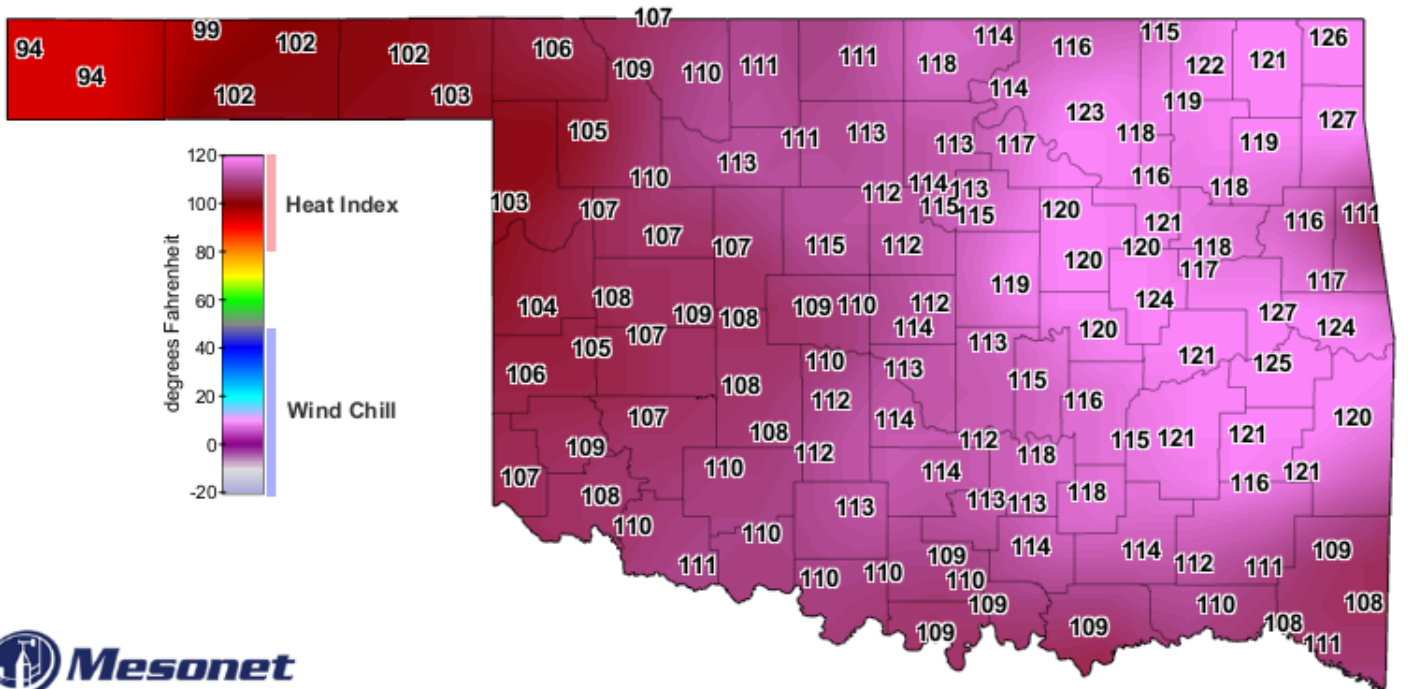 107
94 99 102 102 106 109 110 111 111 118 114 116 115 122 121 126
94 102 103 114 123 119 127
105 111 113 113 117 118 119
113
103 110 107 112 114 113 115 115 120 116 121 118 116 111
107 107 115 112 120 120 118 117 117
104 108 107 109 108 109 110 112 114 119 113 120 124 127 124
106 105 108 110 113 115 121 125
107 112 114 116 120
109 108 112 112 118 115 121 121
107 110 114 118 116 121
108 113 113 113
110 110 114 114 112 111 109
111 110 110 109 110 109 110 108 108
109 109 111
120
100
80
60
40
20
0
-20
degrees Fahrenheit
Heat Index
Wind Chill
Mesonet